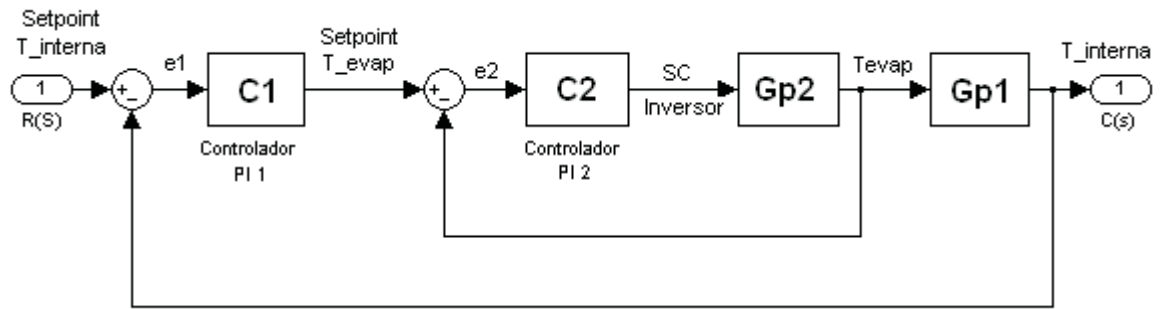 Setpoint
T_interna
1
R(S)
+
−
e1
C1
Controlador
PI 1
Setpoint
T_evap
+
−
e2
C2
Controlador
PI 2
SC
Inversor
Gp2
Tevap
Gp1
T_interna
1
C(s)